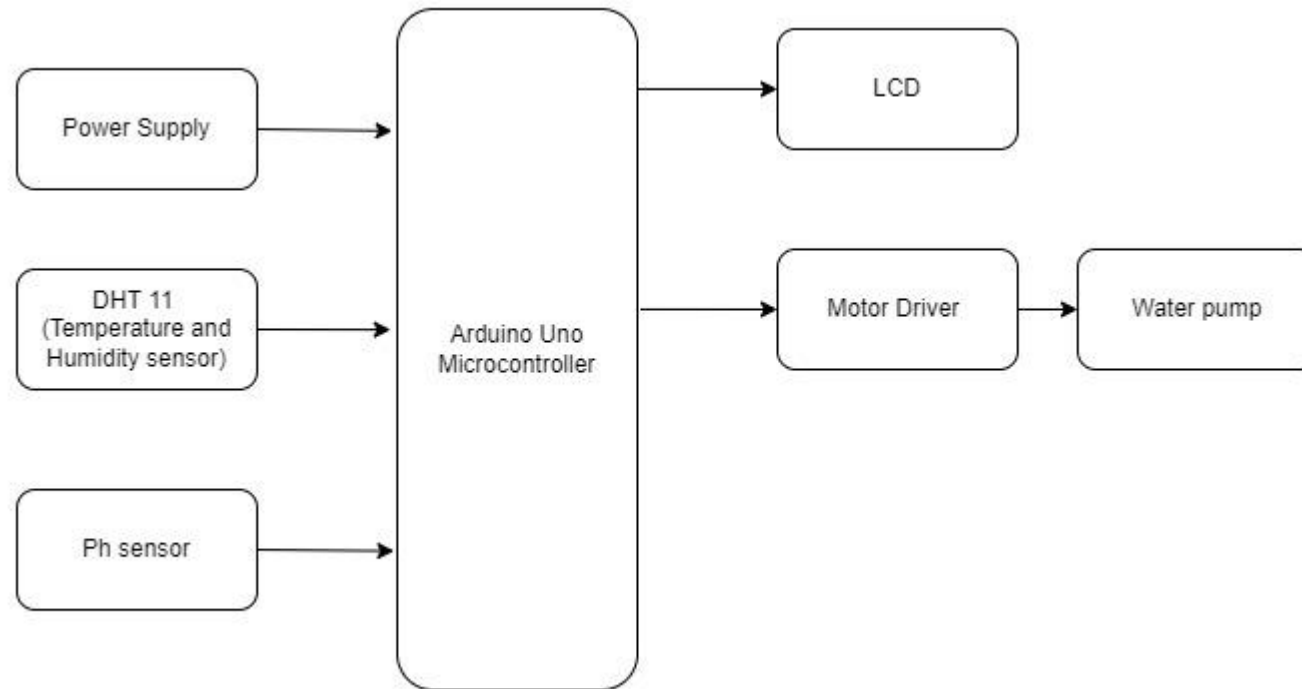 Power Supply
DHT 11
(Temperature and
Humidity sensor)
Ph sensor
Arduino Uno
Microcontroller
LCD
Motor Driver
Water pump